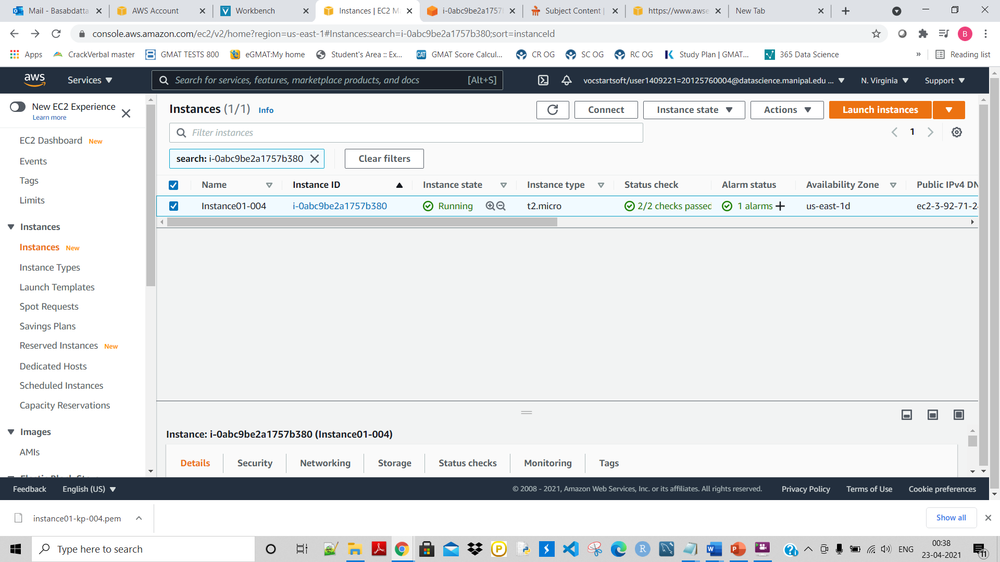 Mail - Basabdatta
AWS Account
Workbench
Instances | EC2 M
i-0abc9be2a1757
Subject Content |
https://www.awse
New Tab
console.aws.amazon.com/ec2/v2/home?region=us-east-1#Instances:search=i-0abc9be2a1757b380;sort=instanceId
B
Apps
CrackVerbal master
GMAT TESTS 800
eGMAT:My home
Student's Area :: Ex...
GMAT Score Calcul...
CR OG
SC OG
RC OG
Study Plan | GMAT...
365 Data Science
»
Reading list
aws
Services
Search for services, features, marketplace products, and docs
[Alt+S]
vocstartsoft/user1409221=20125760004@datascience.manipal.edu ...
N. Virginia
Support
New EC2 Experience
Learn more
EC2 Dashboard New
Events
Tags
Limits
Instances
Instances New
Instance Types
Launch Templates
Spot Requests
Savings Plans
Reserved Instances New
Dedicated Hosts
Scheduled Instances
Capacity Reservations
Images
AMIs
Instances (1/1) Info
Connect
Instance state
Actions
Launch instances
Filter instances
1
search: i-0abc9be2a1757b380
Clear filters
Name
Instance ID
Instance state
Instance type
Status check
Alarm status
Availability Zone
Public IPv4 DN
Instance01-004
i-0abc9be2a1757b380
Running
t2.micro
2/2 checks passed
1 alarms
us-east-1d
ec2-3-92-71-2
Instance: i-0abc9be2a1757b380 (Instance01-004)
Details
Security
Networking
Storage
Status checks
Monitoring
Tags
Feedback
English (US)
© 2008 - 2021, Amazon Web Services, Inc. or its affiliates. All rights reserved.
Privacy Policy
Terms of Use
Cookie preferences
instance01-kp-004.pem
Show all
Type here to search
ENG
00:38
23-04-2021
11